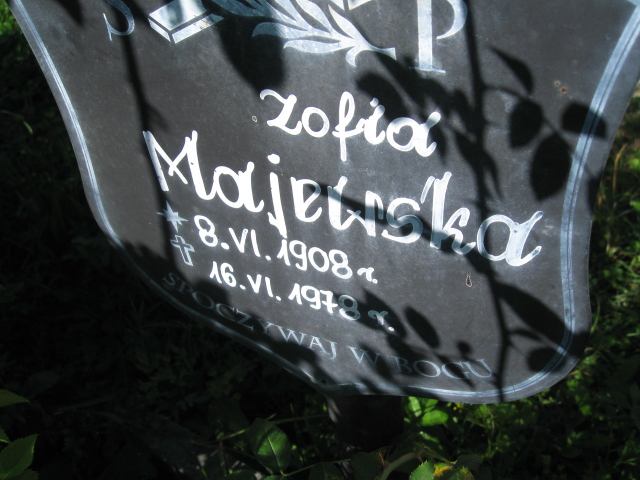 Ś P
Zofia
Majewska
8.VI.1908 r.
16.VI.1978 r.
SPOCZYWAJ W BOGU